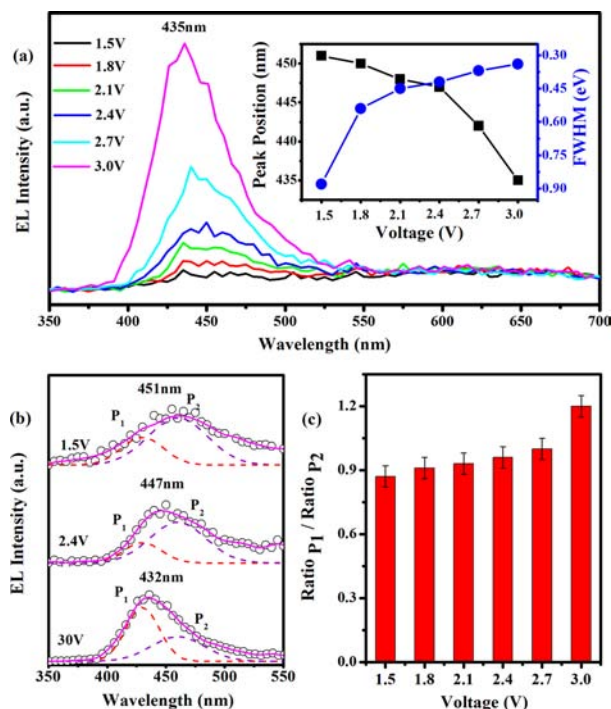 (a)
435nm
1.5V
1.8V
2.1V
2.4V
2.7V
3.0V
EL Intensity (a.u.)
350 400 450 500 550 600 650 700
Wavelength (nm)
Peak Position (nm)
450
445
440
435
FWHM (eV)
0.30
0.45
0.60
0.75
0.90
1.5 1.8 2.1 2.4 2.7 3.0
Voltage (V)
(b)
451nm
P1
P2
1.5V
447nm
P1
P2
2.4V
432nm
P1
P2
30V
EL Intensity (a.u.)
350 400 450 500 550
Wavelength (nm)
(c)
Ratio P1 / Ratio P2
1.2
0.9
0.6
0.3
0.0
1.5 1.8 2.1 2.4 2.7 3.0
Voltage (V)